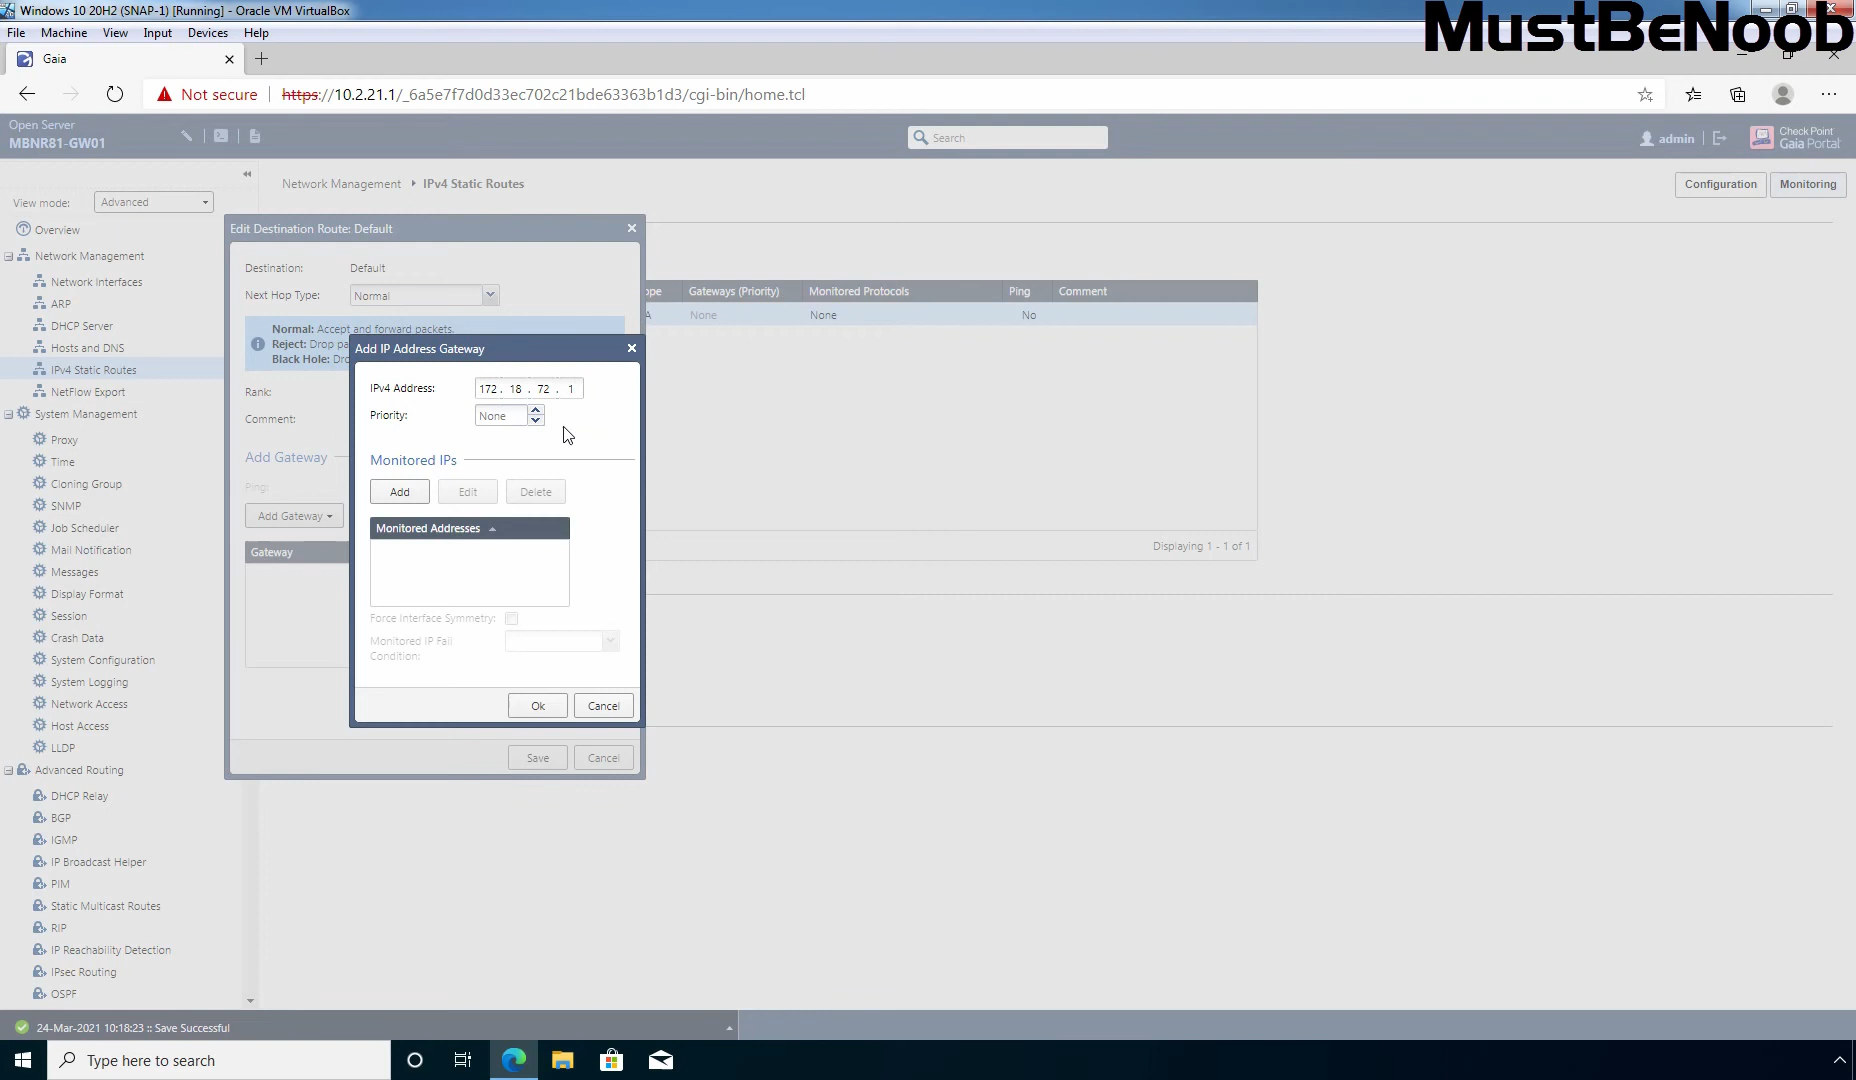 Windows 10 20H2 (SNAP-1) [Running] - Oracle VM VirtualBox
MustBeNoob
File Machine View Input Devices Help
Gaia
Not secure https://10.2.21.1/_6a5e7f7d0d33ec702c21bde63363b1d3/cgi-bin/home.tcl
Open Server
MBNR81-GW01
Search
admin
Check Point
Gaia Portal
View mode: Advanced
Network Management IPv4 Static Routes
Configuration Monitoring
Overview
Network Management
Network Interfaces
ARP
DHCP Server
Hosts and DNS
IPv4 Static Routes
NetFlow Export
System Management
Proxy
Time
Cloning Group
SNMP
Job Scheduler
Mail Notification
Messages
Display Format
Session
Crash Data
System Configuration
System Logging
Network Access
Host Access
LLDP
Advanced Routing
DHCP Relay
BGP
IGMP
IP Broadcast Helper
PIM
Static Multicast Routes
RIP
IP Reachability Detection
IPsec Routing
OSPF
Edit Destination Route: Default
Destination: Default
Next Hop Type: Normal
Normal: Accept and forward packets.
Reject: Drop pa
Black Hole: Dro
Rank:
Comment:
Add Gateway
Ping:
Add Gateway
Gateway
Save Cancel
Add IP Address Gateway
IPv4 Address: 172 . 18 . 72 . 1
Priority: None
Monitored IPs
Add Edit Delete
Monitored Addresses
Force Interface Symmetry:
Monitored IP Fail
Condition:
Ok Cancel
ype Gateways (Priority) Monitored Protocols Ping Comment
A None None No
Displaying 1 - 1 of 1
24-Mar-2021 10:18:23 :: Save Successful
Type here to search